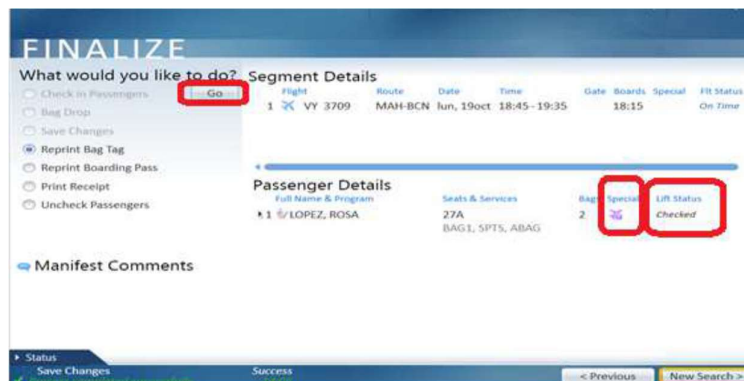 FINALIZE
What would you like to do?
Check in Passengers
Go
Bag Drop
Save Changes
Reprint Bag Tag
Reprint Boarding Pass
Print Receipt
Uncheck Passengers
Manifest Comments
Segment Details
Flight Route Date Time Gate Boards Special Flt Status
1 VY 3709 MAH-BCN lun, 19oct 18:45-19:35 18:15 On Time
Passenger Details
Full Name & Program Seats & Services Bags Special Lift Status
1 LOPEZ, ROSA 27A 2 Checked
BAG1, SPTS, ABAG
Status
Save Changes Success
< Previous New Search >